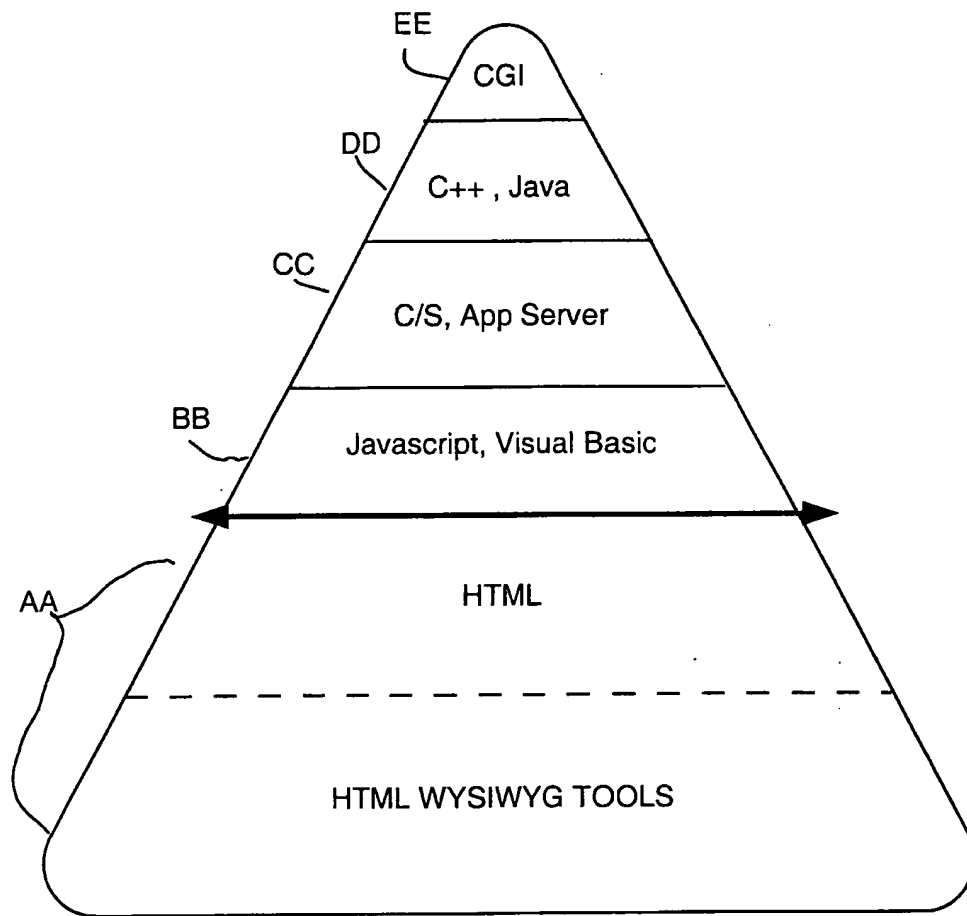 EE
CGI
DD
C++ , Java
CC
C/S, App Server
BB
Javascript, Visual Basic
AA
HTML
HTML WYSIWYG TOOLS